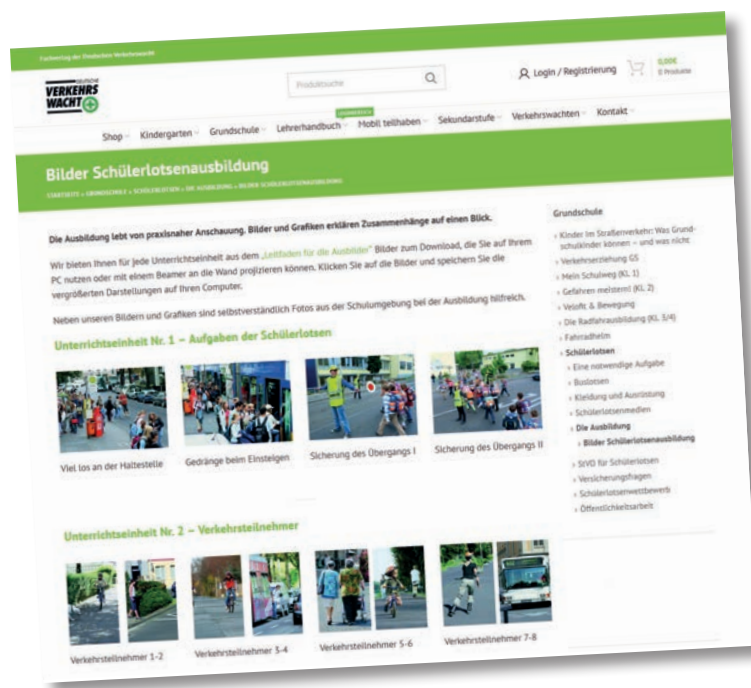 Fachverlag der Deutschen Verkehrswacht
DEUTSCHE
VERKEHRS
WACHT
Produktsuche
Login / Registrierung
0,00€
0 Produkte
Shop
Kindergarten
Grundschule
Lehrerhandbuch
Mobil teilhaben
Sekundarstufe
Verkehrswachten
Kontakt
Bilder Schülerlotsenausbildung
STARTSEITE » GRUNDSCHULE » SCHÜLERLOTSEN » DIE AUSBILDUNG » BILDER SCHÜLERLOTSENAUSBILDUNG
Die Ausbildung lebt von praxisnaher Anschauung. Bilder und Grafiken erklären Zusammenhänge auf einen Blick.
Wir bieten Ihnen für jede Unterrichtseinheit aus dem „Leitfaden für die Ausbilder“ Bilder zum Download, die Sie auf Ihrem
PC nutzen oder mit einem Beamer an die Wand projizieren können. Klicken Sie auf die Bilder und speichern Sie die
vergrößerten Darstellungen auf Ihren Computer.
Neben unseren Bildern und Grafiken sind selbstverständlich Fotos aus der Schulumgebung bei der Ausbildung hilfreich.
Unterrichtseinheit Nr. 1 – Aufgaben der Schülerlotsen
Viel los an der Haltestelle
Gedränge beim Einsteigen
Sicherung des Übergangs I
Sicherung des Übergangs II
Unterrichtseinheit Nr. 2 – Verkehrsteilnehmer
Verkehrsteilnehmer 1-2
Verkehrsteilnehmer 3-4
Verkehrsteilnehmer 5-6
Verkehrsteilnehmer 7-8
Grundschule
› Kinder im Straßenverkehr: Was Grund-
schulkinder können – und was nicht
› Verkehrserziehung GS
› Mein Schulweg (KL 1)
› Gefahren meistern! (KL 2)
› Velofit & Bewegung
› Die Radfahrausbildung (KL 3/4)
› Fahrradhelm
› Schülerlotsen
› Eine notwendige Aufgabe
› Buslotsen
› Kleidung und Ausrüstung
› Schülerlotsenmedien
› Die Ausbildung
› Bilder Schülerlotsenausbildung
› StVO für Schülerlotsen
› Versicherungsfragen
› Schülerlotsenwettbewerb
› Öffentlichkeitsarbeit